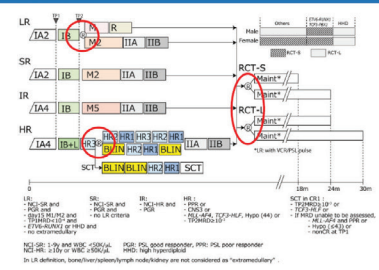 TP1 TP2
LR
/IA2 IB R M R
M2 IIA IIB
SR
/IA2 IB M2 IIA IIB
IR
/IA4 IB M5 IIA IIB
HR
/IA4 IB+L HR3 R HR2 HR1 HR3 HR2 HR1
BLIN HR2 HR1 BLIN IIA IIB
SCT BLIN BLIN HR2 HR1 SCT
Others ETV6-RUNX1 TCF3-PBX1 HHD
Male
Female
RCT-S RCT-L
RCT-S
Maint*
R
Maint*
RCT-L
Maint*
R
Maint*
*LR: with VCR/PSL pulse
0 18m 24m 30m
LR:
- NCI-SR and
- PGR and
- day15 M1/M2 and
- TP1MRD<10⁻⁴ and
- ETV6-RUNX1 or HHD and
- no extramedullary
SR:
- NCI-SR and
- PGR and
- no LR criteria
IR:
- NCI-HR and
- PGR
HR :
- PPR or
- CNS3 or
- MLL-AF4, TCF3-HLF, Hypo (44) or
- TP1MRD≥10⁻³ or
SCT in CR1 :
- TP2MRD≥10⁻³ or
- TCF3-HLF or
- If MRD unable to be assessed,
- MLL-AF4 and PPR or
- Hypo (≤43) or
- nonCR at TP1
NCI-SR: 1-9y and WBC <50K/μL PGR: PSL good responder, PPR: PSL poor responder
NCI-HR: ≥10y or WBC ≥50K/μL HHD: high hyperdiploid
In LR definition, bone/liver/spleen/lymph node/kidney are not considered as "extramedullary" .